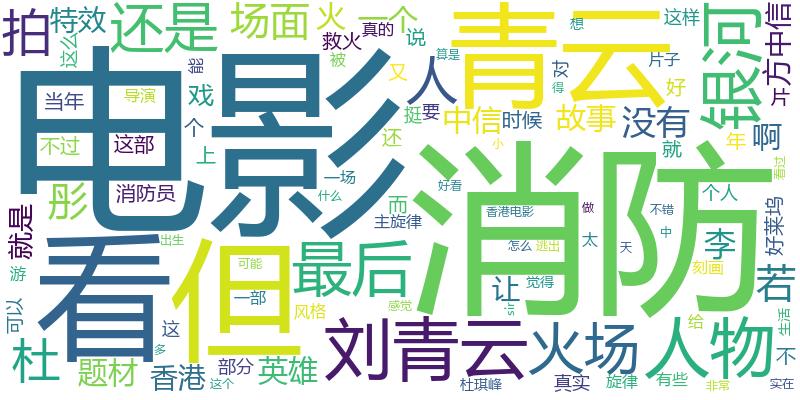 拍
特效
还是
场面
火
一个
青云
想
这样
银河
方中信
这么
救火
真的
说
被
算是
片子
电影
能
又
人
对
得
好
当年
导演
戏
挺
要
中信
时候
故事
没有
年
啊
不过
这部
个
还
小
就
上
彤
消防员
一场
什么
而
好看
消防
香港电影
做
不错
个人
看过
就是
主旋律
怎么
逃出
太
天
中
李
好莱坞
出生
看
但
可能
最后
觉得
刻画
若
游
可以
一部
风格
感觉
让
sir
给
生活
这
刘青云
火场
人物
杜
多
题材
香港
这个
部分
英雄
杜琪峰
真实
旋律
有些
非常
不
实在